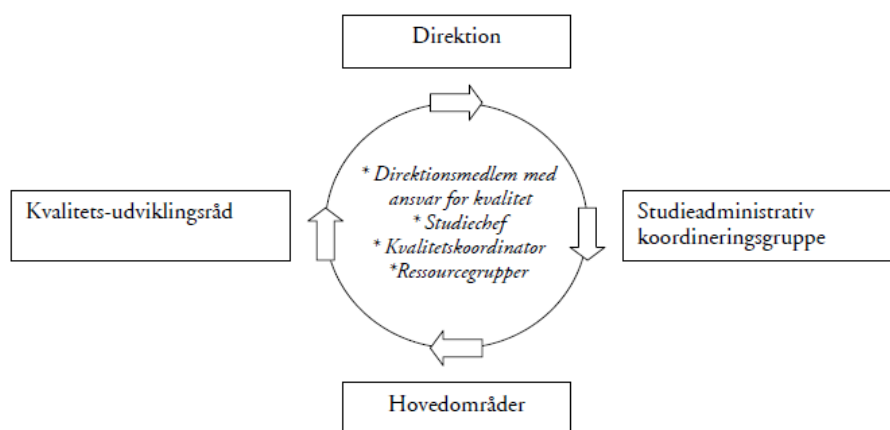 Direktion
* Direktionsmedlem med
ansvar for kvalitet
* Studiechef
* Kvalitetskoordinator
*Ressourcegrupper
Kvalitets-udviklingsråd
Studieadministrativ
koordineringsgruppe
Hovedområder